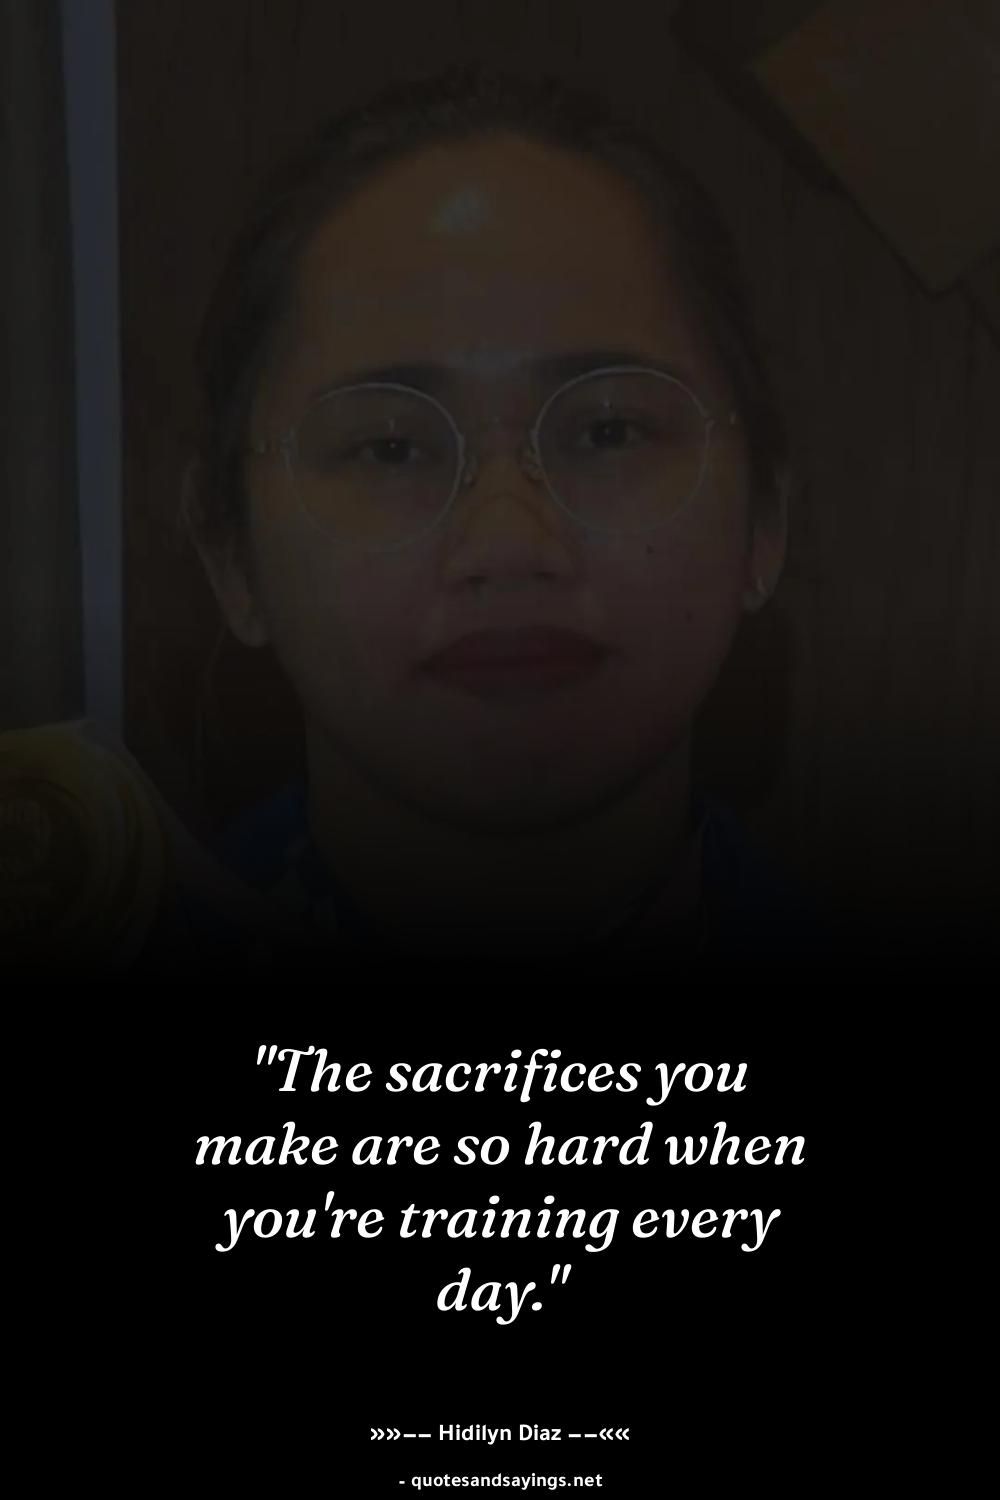 "The sacrifices you
make are so hard when
you're training every
day."
»»–– Hidilyn Diaz ––««
- quotesandsayings.net